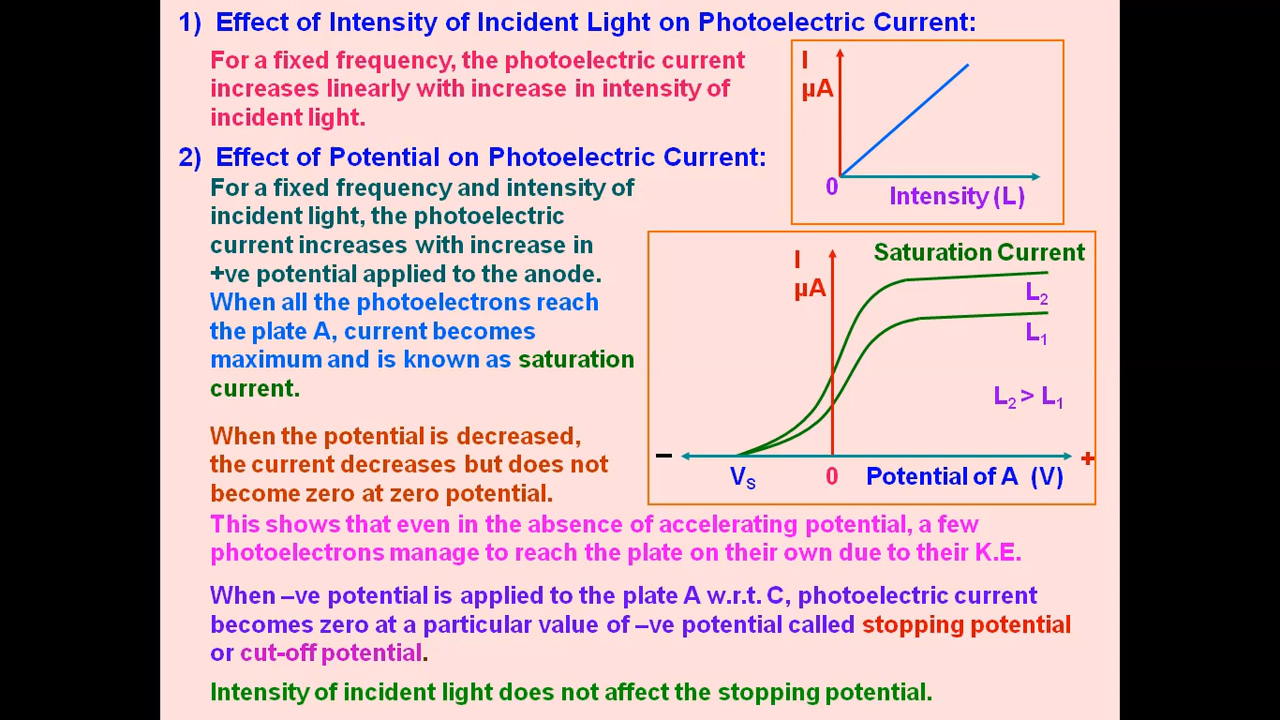 1) Effect of Intensity of Incident Light on Photoelectric Current:
For a fixed frequency, the photoelectric current
increases linearly with increase in intensity of
incident light.
I
µA
0
Intensity (L)
2) Effect of Potential on Photoelectric Current:
For a fixed frequency and intensity of
incident light, the photoelectric
current increases with increase in
+ve potential applied to the anode.
When all the photoelectrons reach
the plate A, current becomes
maximum and is known as saturation
current.
I
µA
Saturation Current
L2
L1
L2 > L1
–
+
VS
0
Potential of A (V)
When the potential is decreased,
the current decreases but does not
become zero at zero potential.
This shows that even in the absence of accelerating potential, a few
photoelectrons manage to reach the plate on their own due to their K.E.
When –ve potential is applied to the plate A w.r.t. C, photoelectric current
becomes zero at a particular value of –ve potential called stopping potential
or cut-off potential.
Intensity of incident light does not affect the stopping potential.